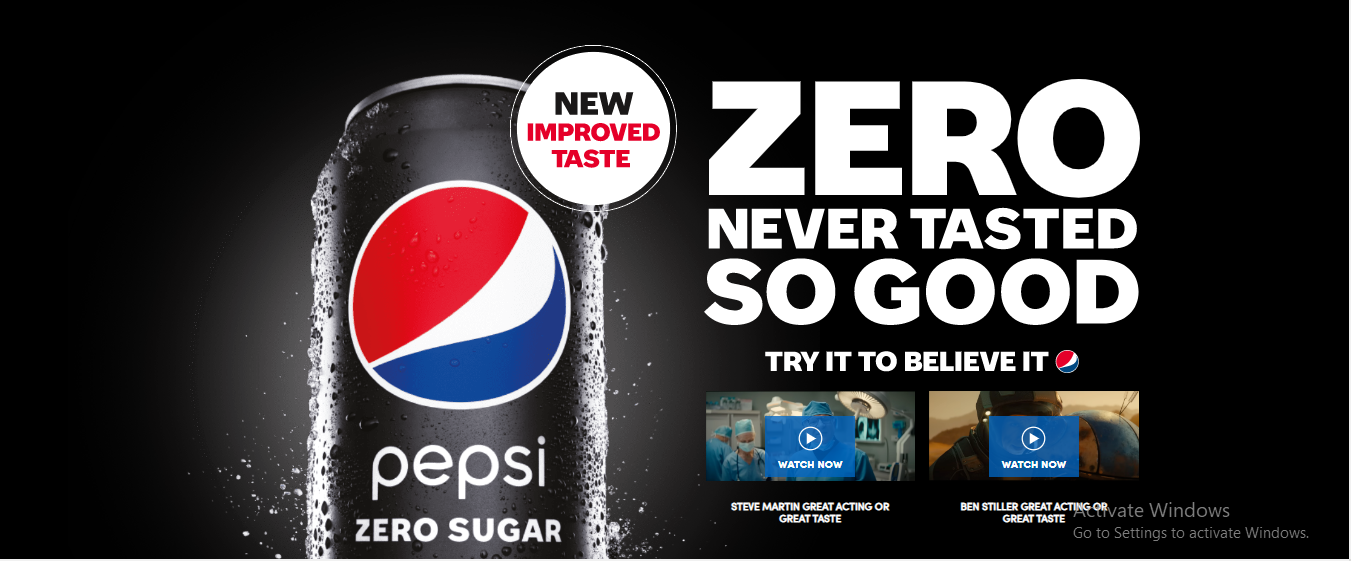 NEW
IMPROVED
TASTE
pepsi
ZERO SUGAR
ZERO
NEVER TASTED
SO GOOD
TRY IT TO BELIEVE IT
WATCH NOW
STEVE MARTIN GREAT ACTING OR
GREAT TASTE
WATCH NOW
BEN STILLER GREAT ACTING OR
GREAT TASTE
Activate Windows
Go to Settings to activate Windows.